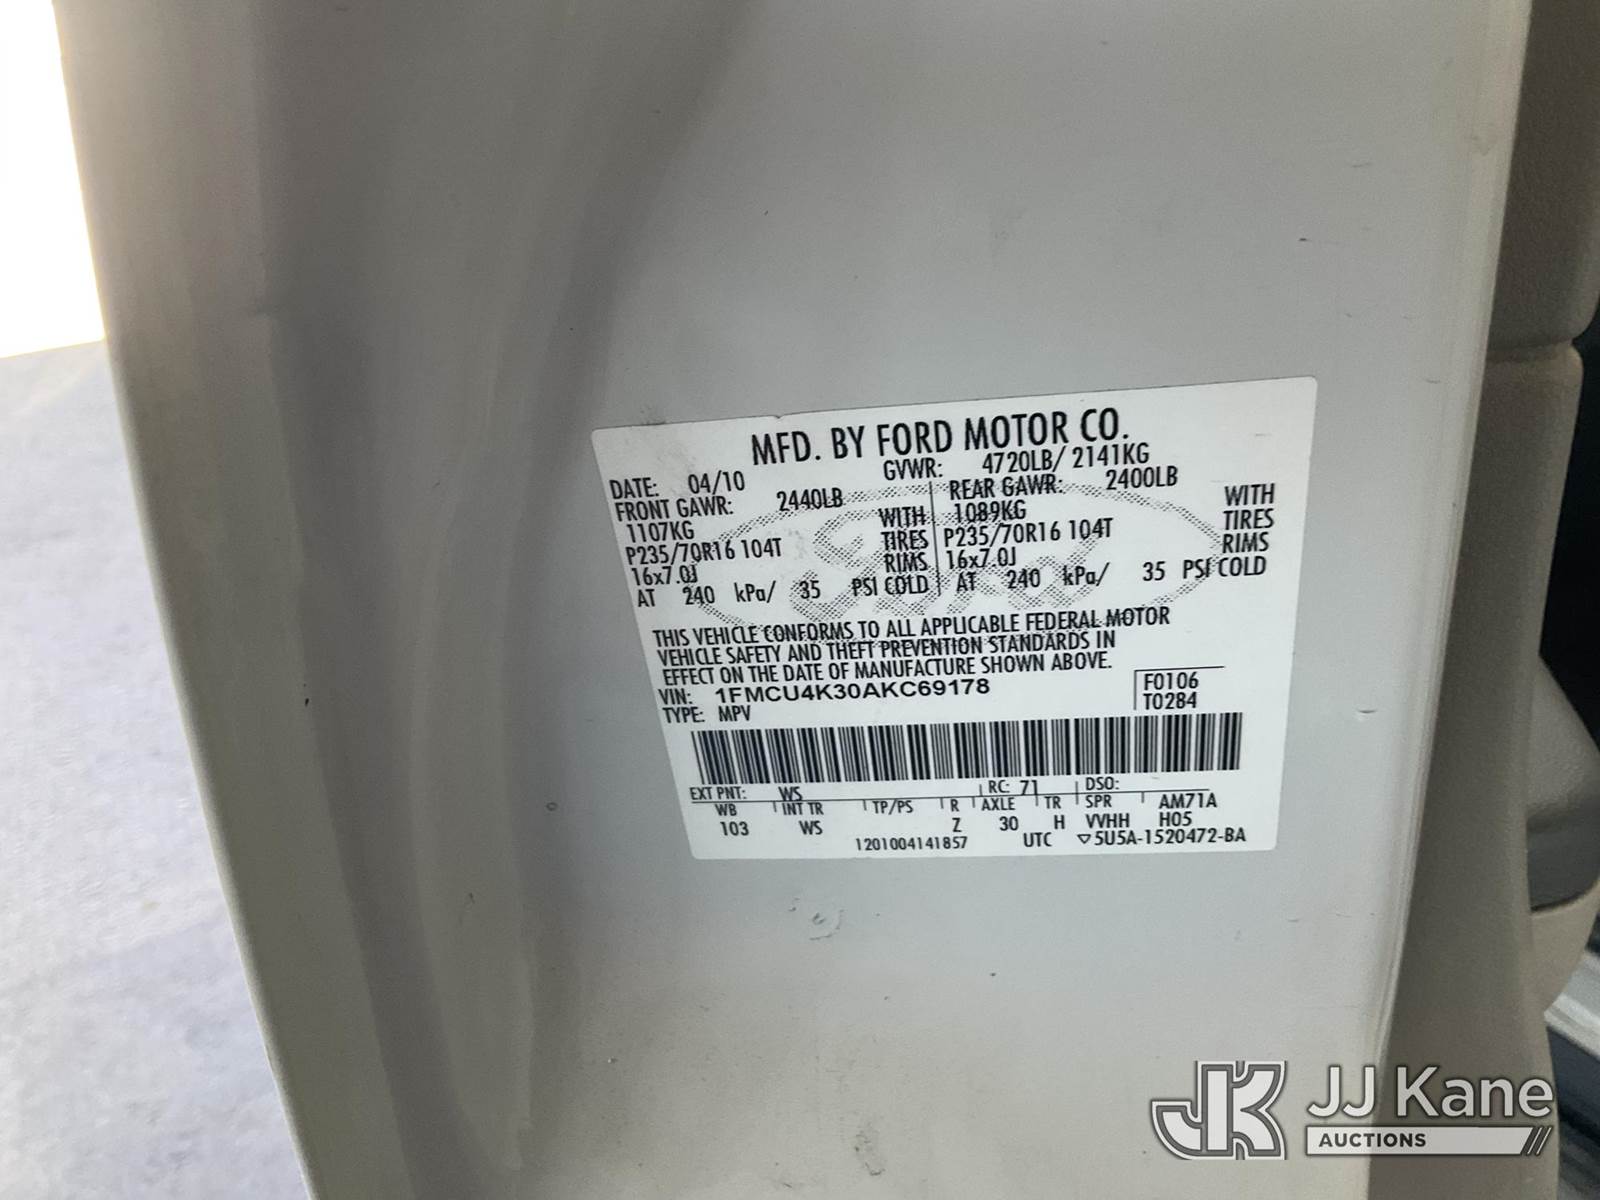 MFD. BY FORD MOTOR CO.
DATE: 04/10 GVWR: 4720LB/ 2141KG
FRONT GAWR: 2440LB REAR GAWR: 2400LB
1107KG WITH 1089KG WITH
P235/70R16 104T TIRES P235/70R16 104T TIRES
16x7.0J RIMS 16x7.0J RIMS
AT 240 kPa/ 35 PSI COLD AT 240 kPa/ 35 PSI COLD
THIS VEHICLE CONFORMS TO ALL APPLICABLE FEDERAL MOTOR
VEHICLE SAFETY AND THEFT PREVENTION STANDARDS IN
EFFECT ON THE DATE OF MANUFACTURE SHOWN ABOVE.
VIN: 1FMCU4K30AKC69178 F0106
TYPE: MPV T0284
EXT PNT: WS RC: 71 DSO:
WB INT TR TP/PS R AXLE TR SPR AM71A
103 WS Z 30 H VVHH H05
1201004141857 UTC ▽5U5A-1520472-BA
JK JJ Kane
AUCTIONS